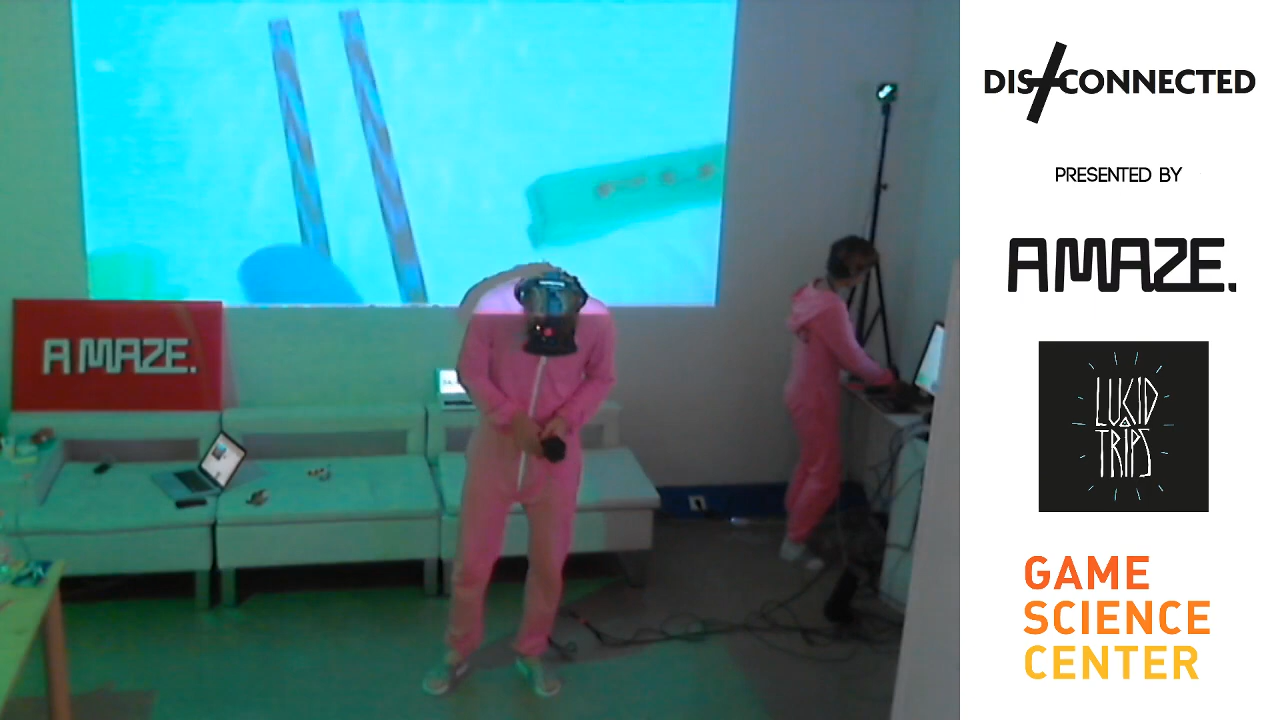 A MAZE.
DIS/CONNECTED
PRESENTED BY
A MAZE.
LUCID
TRIPS
GAME
SCIENCE
CENTER